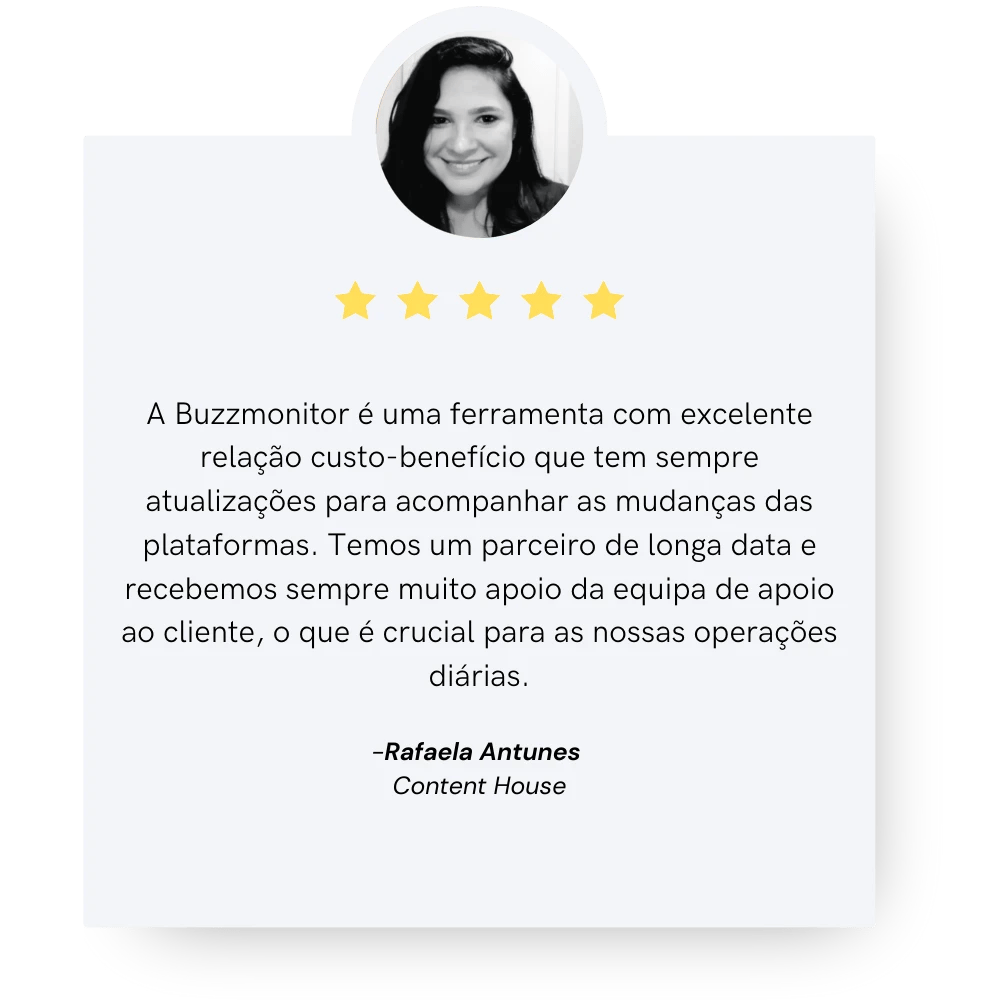 A Buzzmonitor é uma ferramenta com excelente
relação custo-benefício que tem sempre
atualizações para acompanhar as mudanças das
plataformas. Temos um parceiro de longa data e
recebemos sempre muito apoio da equipa de apoio
ao cliente, o que é crucial para as nossas operações
diárias.
–Rafaela Antunes
Content House